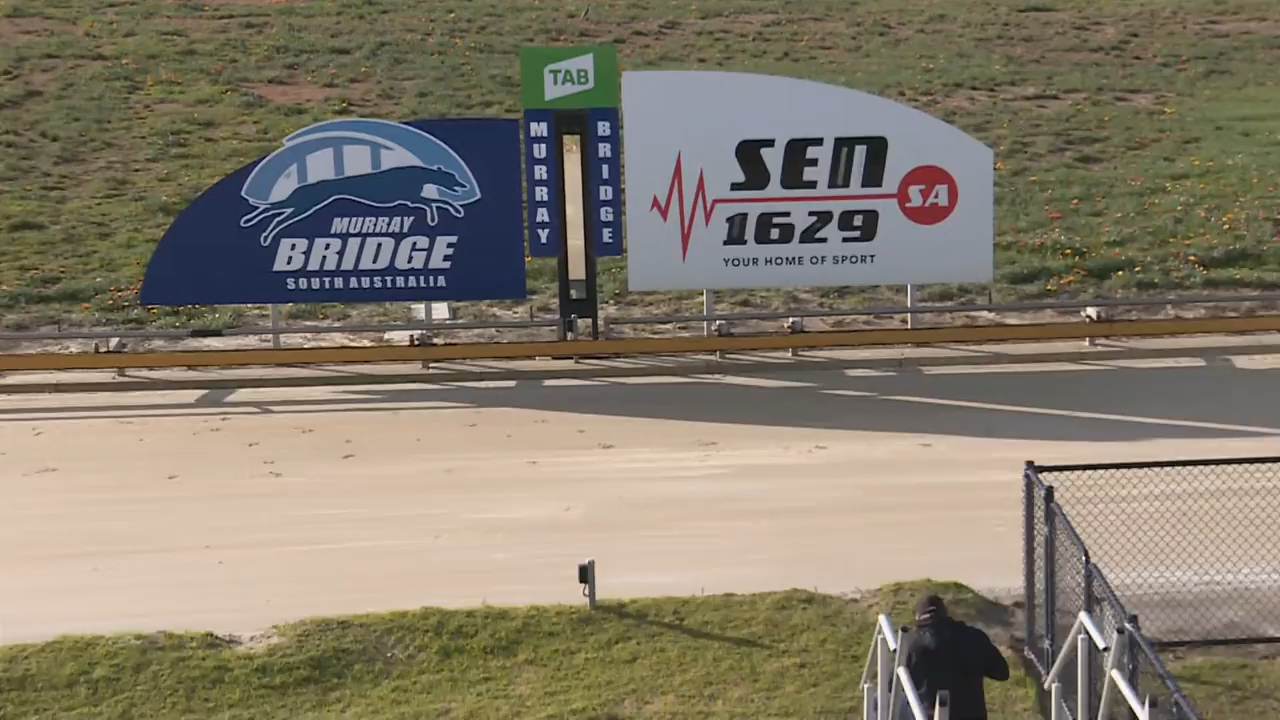 MURRAY
BRIDGE
SOUTH AUSTRALIA
TAB
MURRAY
BRIDGE
SEN
SA
1629
YOUR HOME OF SPORT